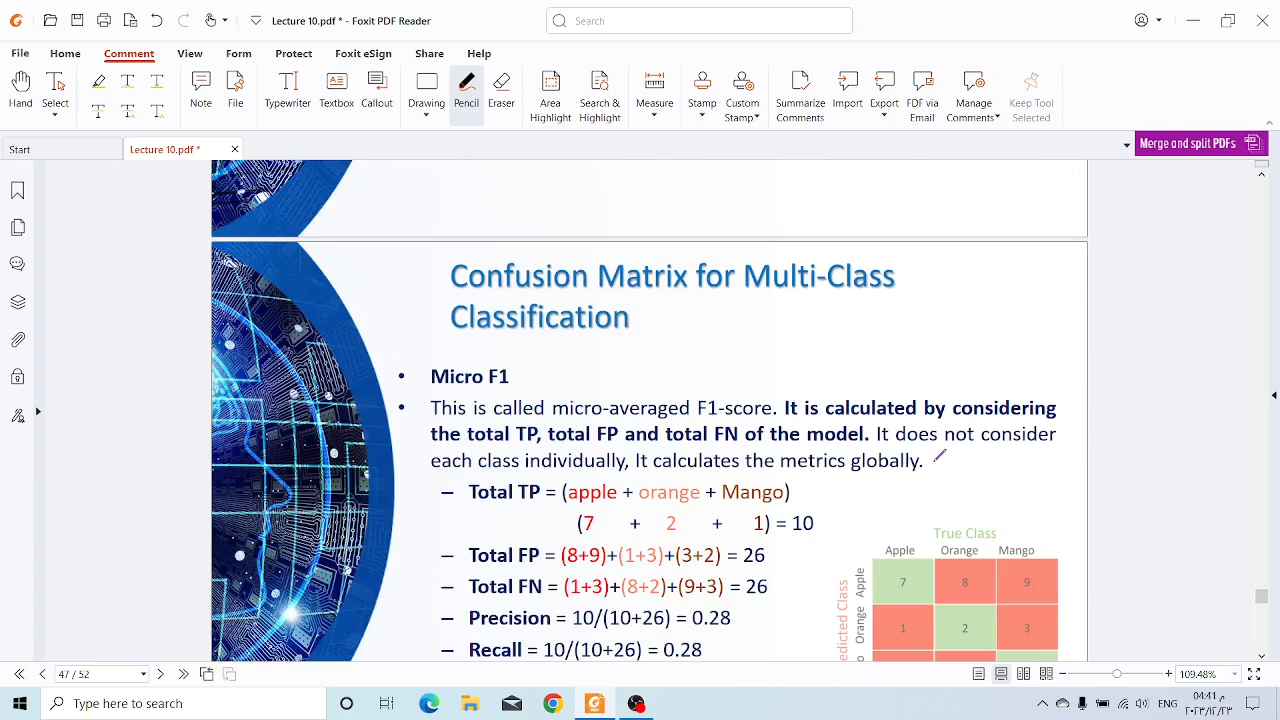 Lecture 10.pdf * - Foxit PDF Reader
Search
File Home Comment View Form Protect Foxit Sign Share Help
Hand Select Note File Typewriter Textbox Callout Drawing Pencil Eraser Area Highlight Search & Highlight Measure Stamp Custom Stamp Summarize Comments Import Export FDF via Email Manage Comments Keep Tool Selected
Start Lecture 10.pdf * Merge and split PDFs
Confusion Matrix for Multi-Class
Classification
• Micro F1
• This is called micro-averaged F1-score. It is calculated by considering
the total TP, total FP and total FN of the model. It does not consider
each class individually, It calculates the metrics globally.
– Total TP = (apple + orange + Mango)
(7 + 2 + 1) = 10
– Total FP = (8+9)+(1+3)+(3+2) = 26
– Total FN = (1+3)+(8+2)+(9+3) = 26
– Precision = 10/(10+26) = 0.28
– Recall = 10/(10+26) = 0.28
True Class
Apple Orange Mango
Apple 7 8 9
Orange 1 2 3
edicted Class
47 / 52 109.48%
Type here to search
04:41